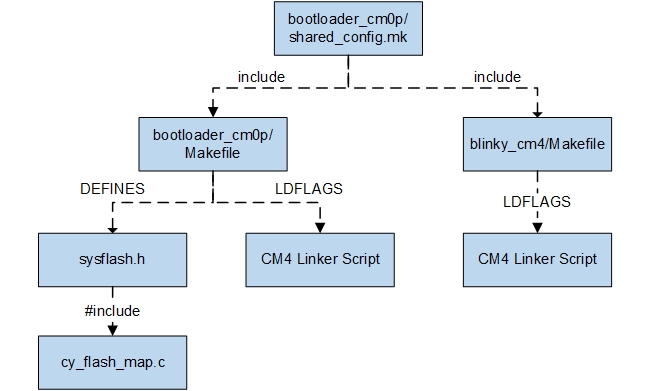 bootloader_cm0p/
shared_config.mk
include
include
bootloader_cm0p/
Makefile
blinky_cm4/Makefile
DEFINES
LDFLAGS
LDFLAGS
sysflash.h
CM4 Linker Script
CM4 Linker Script
#include
cy_flash_map.c